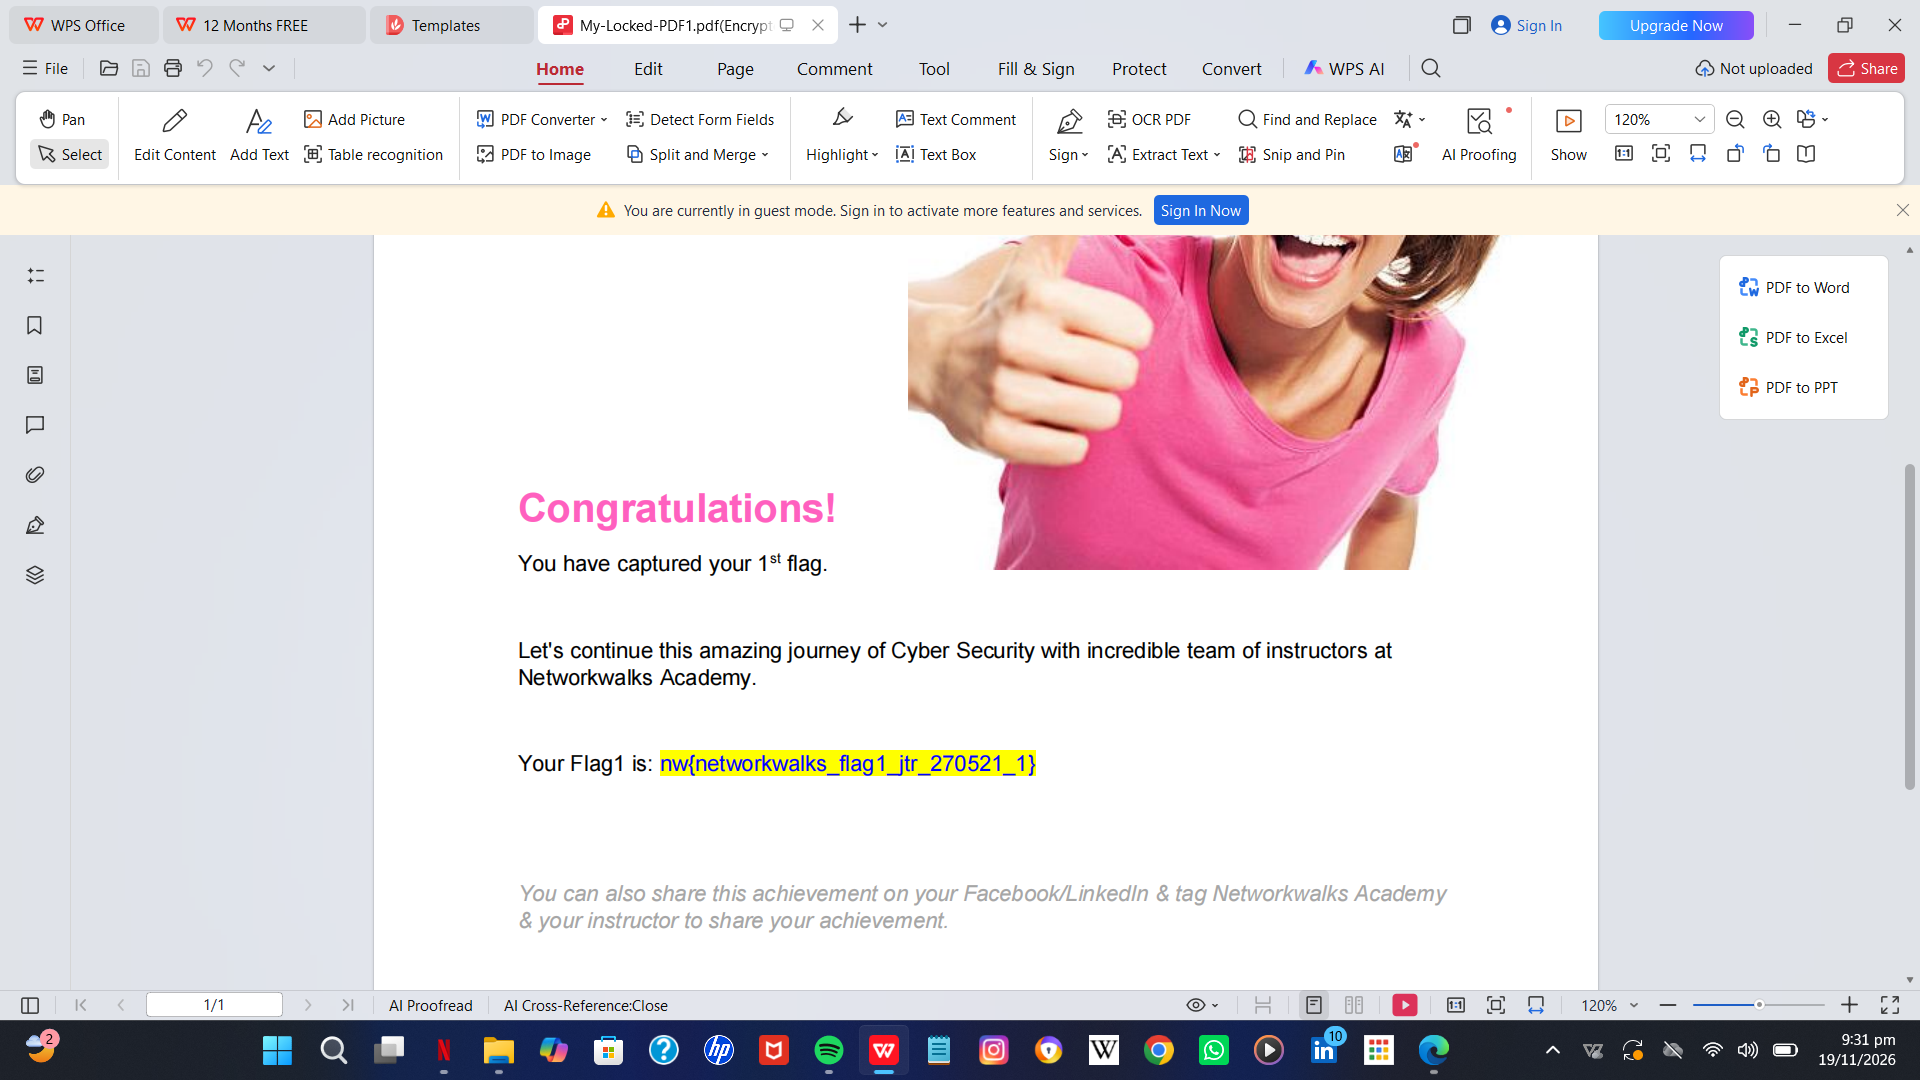 WPS Office
12 Months FREE
Templates
My-Locked-PDF1.pdf(Encrypt
Sign In
Upgrade Now
File
Home
Edit
Page
Comment
Tool
Fill & Sign
Protect
Convert
WPS AI
Not uploaded
Share
Pan
Select
Edit Content
Add Text
Add Picture
Table recognition
PDF Converter
PDF to Image
Detect Form Fields
Split and Merge
Highlight
Text Comment
Text Box
Sign
OCR PDF
Extract Text
Find and Replace
Snip and Pin
AI Proofing
Show
120%
You are currently in guest mode. Sign in to activate more features and services.
Sign In Now
PDF to Word
PDF to Excel
PDF to PPT
Congratulations!
You have captured your 1st flag.
Let's continue this amazing journey of Cyber Security with incredible team of instructors at
Networkwalks Academy.
Your Flag1 is: nw{networkwalks_flag1_jtr_270521_1}
You can also share this achievement on your Facebook/LinkedIn & tag Networkwalks Academy
& your instructor to share your achievement.
1/1
AI Proofread
AI Cross-Reference:Close
120%
2
10
9:31 pm
19/11/2026